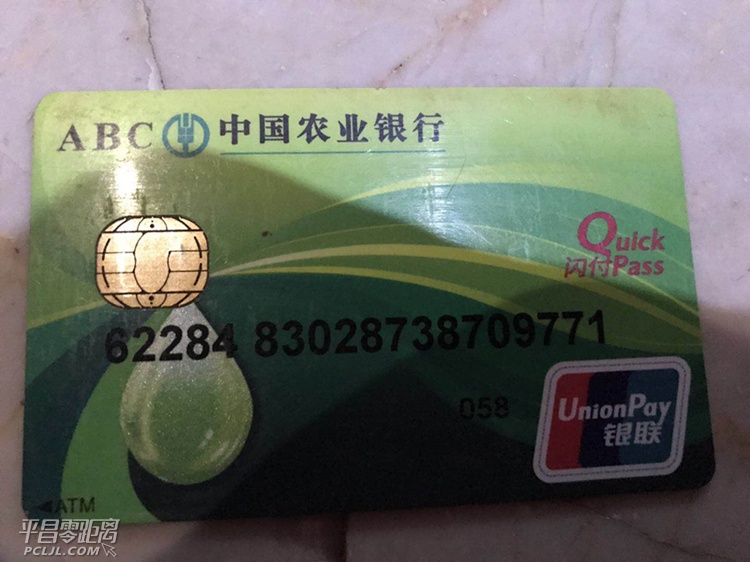 ABC 中国农业银行
Quick
闪付Pass
62284 83028738709771
058
UnionPay
银联
◄ATM
平昌零距离
PCLJL.COM